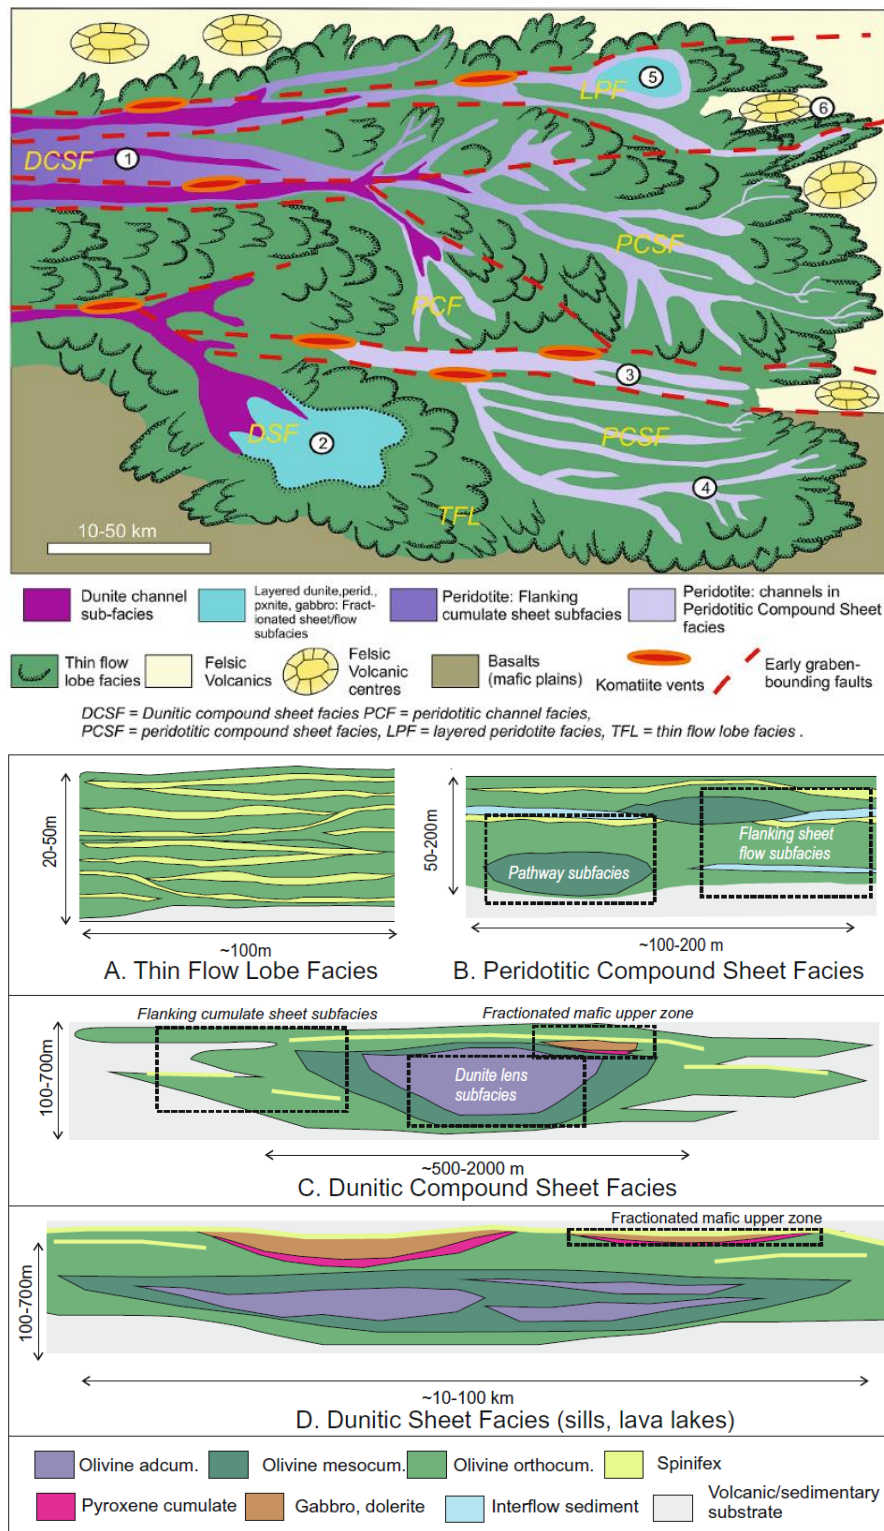 LPF
5
6
DCSF
1
PCSF
PCF
3
PCSF
DSF
2
4
TFL
10-50 km
Dunite channel
sub-facies
Layered dunite,perid.,
pxnite, gabbro: Fract-
ionated sheet/flow
subfacies
Peridotite: Flanking
cumulate sheet subfacies
Peridotite: channels in
Peridotitic Compound Sheet
facies
Thin flow
lobe facies
Felsic
Volcanics
Felsic
Volcanic
centres
Basalts
(mafic plains)
Komatiite vents
Early graben-
bounding faults
DCSF = Dunitic compound sheet facies PCF = peridotitic channel facies,
PCSF = peridotitic compound sheet facies, LPF = layered peridotite facies, TFL = thin flow lobe facies .
20-50m
~100m
A. Thin Flow Lobe Facies
50-200m
Pathway subfacies
Flanking sheet
flow subfacies
~100-200 m
B. Peridotitic Compound Sheet Facies
Flanking cumulate sheet subfacies
Fractionated mafic upper zone
100-700m
Dunite lens
subfacies
~500-2000 m
C. Dunitic Compound Sheet Facies
Fractionated mafic upper zone
100-700m
~10-100 km
D. Dunitic Sheet Facies (sills, lava lakes)
Olivine adcum.
Olivine mesocum.
Olivine orthocum.
Spinifex
Pyroxene cumulate
Gabbro, dolerite
Interflow sediment
Volcanic/sedimentary
substrate